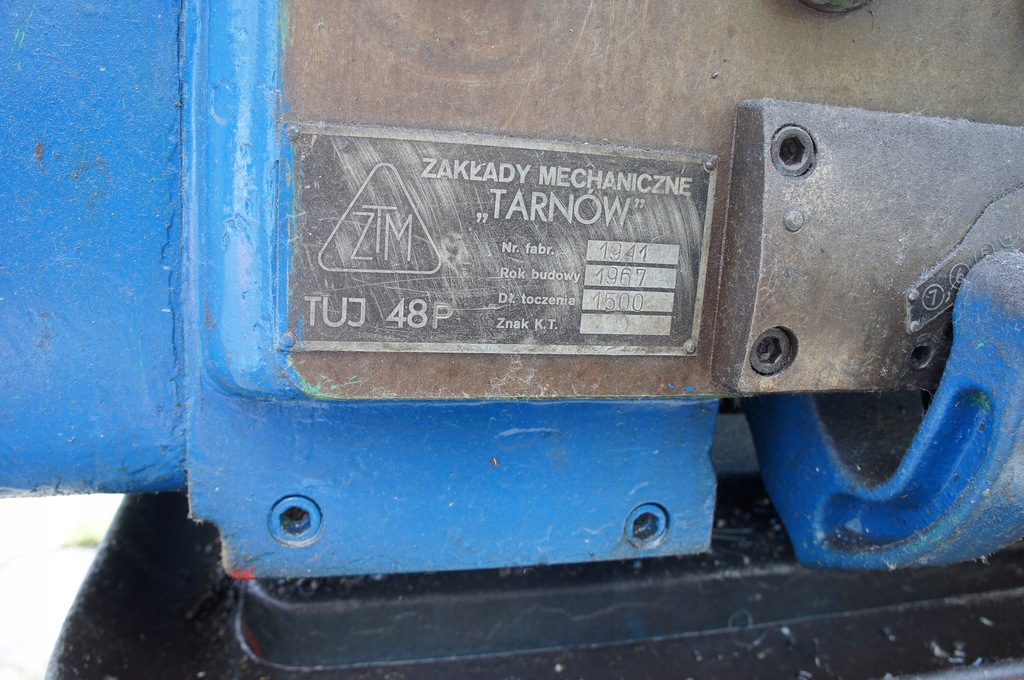 ZAKŁADY MECHANICZNE
„TARNÓW”
ZTM
Nr. fabr. 1941
Rok budowy 1967
Dł. toczenia 1500
Znak K.T.
TUJ 48P